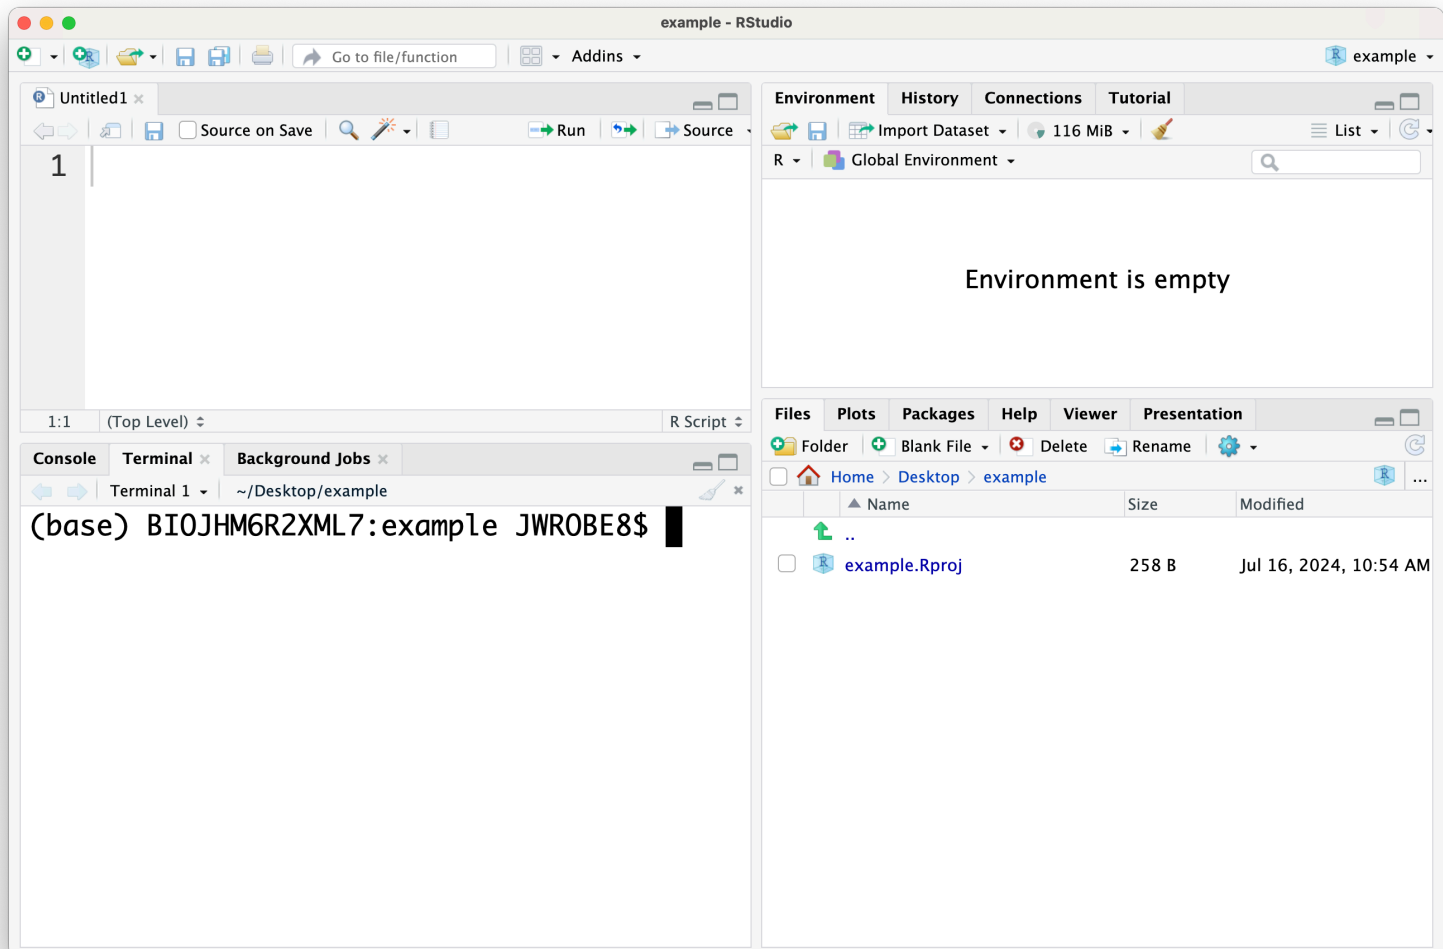 example - RStudio
Go to file/function
Addins
example
Untitled1
Source on Save
Run
Source
1
1:1
(Top Level)
R Script
Console
Terminal
Background Jobs
Terminal 1
~/Desktop/example
(base) BIOJHM6R2XML7:example JWROBE8$
Environment
History
Connections
Tutorial
Import Dataset
116 MiB
List
R
Global Environment
Environment is empty
Files
Plots
Packages
Help
Viewer
Presentation
Folder
Blank File
Delete
Rename
Home
Desktop
example
...
Name
Size
Modified
..
example.Rproj
258 B
Jul 16, 2024, 10:54 AM